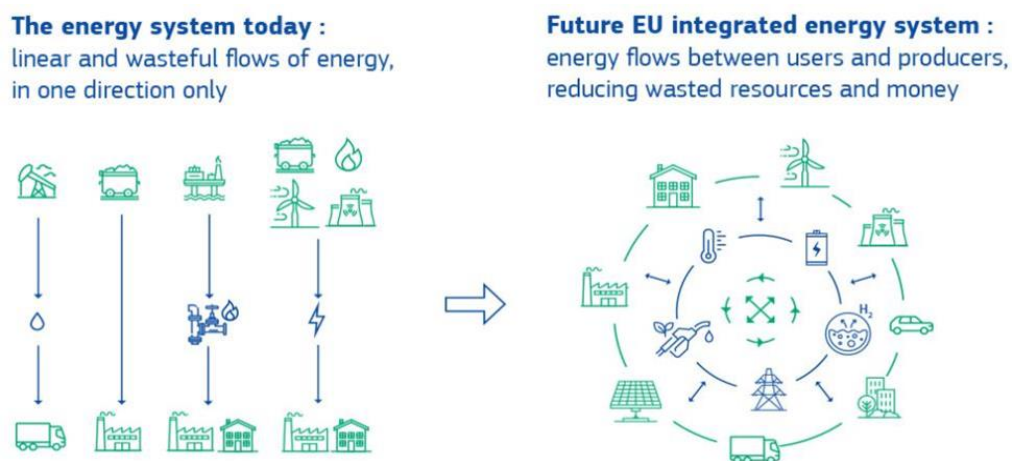 The energy system today :
linear and wasteful flows of energy,
in one direction only
Future EU integrated energy system :
energy flows between users and producers,
reducing wasted resources and money
H₂